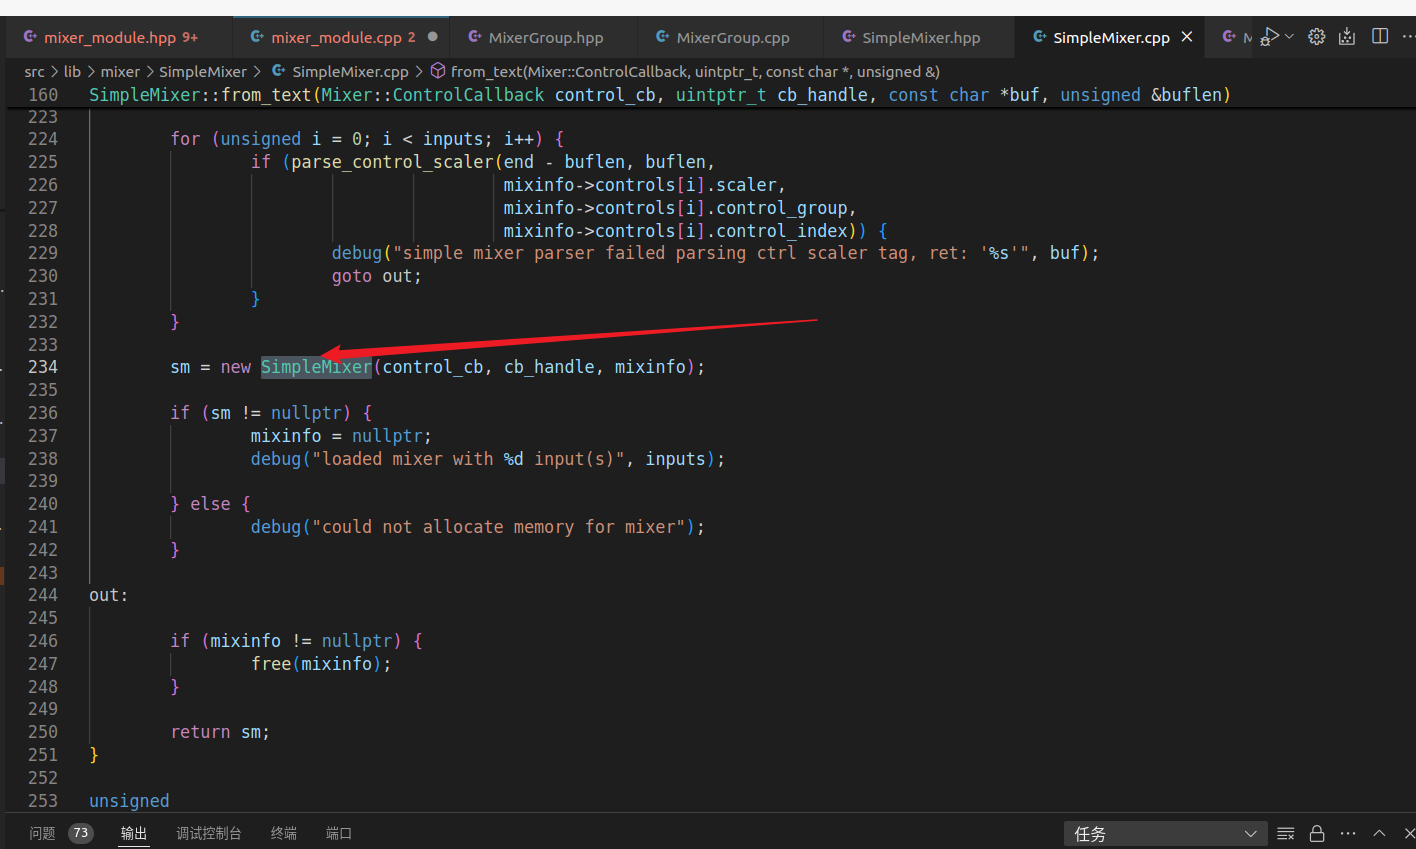 mixer_module.hpp 9+ mixer_module.cpp 2 MixerGroup.hpp MixerGroup.cpp SimpleMixer.hpp SimpleMixer.cpp M
src > lib > mixer > SimpleMixer > SimpleMixer.cpp > from_text(Mixer::ControlCallback, uintptr_t, const char *, unsigned &)
160 SimpleMixer::from_text(Mixer::ControlCallback control_cb, uintptr_t cb_handle, const char *buf, unsigned &buflen)
223
224 for (unsigned i = 0; i < inputs; i++) {
225 if (parse_control_scaler(end - buflen, buflen,
226 mixinfo->controls[i].scaler,
227 mixinfo->controls[i].control_group,
228 mixinfo->controls[i].control_index)) {
229 debug("simple mixer parser failed parsing ctrl scaler tag, ret: '%s'", buf);
230 goto out;
231 }
232 }
233
234 sm = new SimpleMixer(control_cb, cb_handle, mixinfo);
235
236 if (sm != nullptr) {
237 mixinfo = nullptr;
238 debug("loaded mixer with %d input(s)", inputs);
239
240 } else {
241 debug("could not allocate memory for mixer");
242 }
243
244 out:
245
246 if (mixinfo != nullptr) {
247 free(mixinfo);
248 }
249
250 return sm;
251 }
252
253 unsigned
问题 73 输出 调试控制台 终端 端口 任务